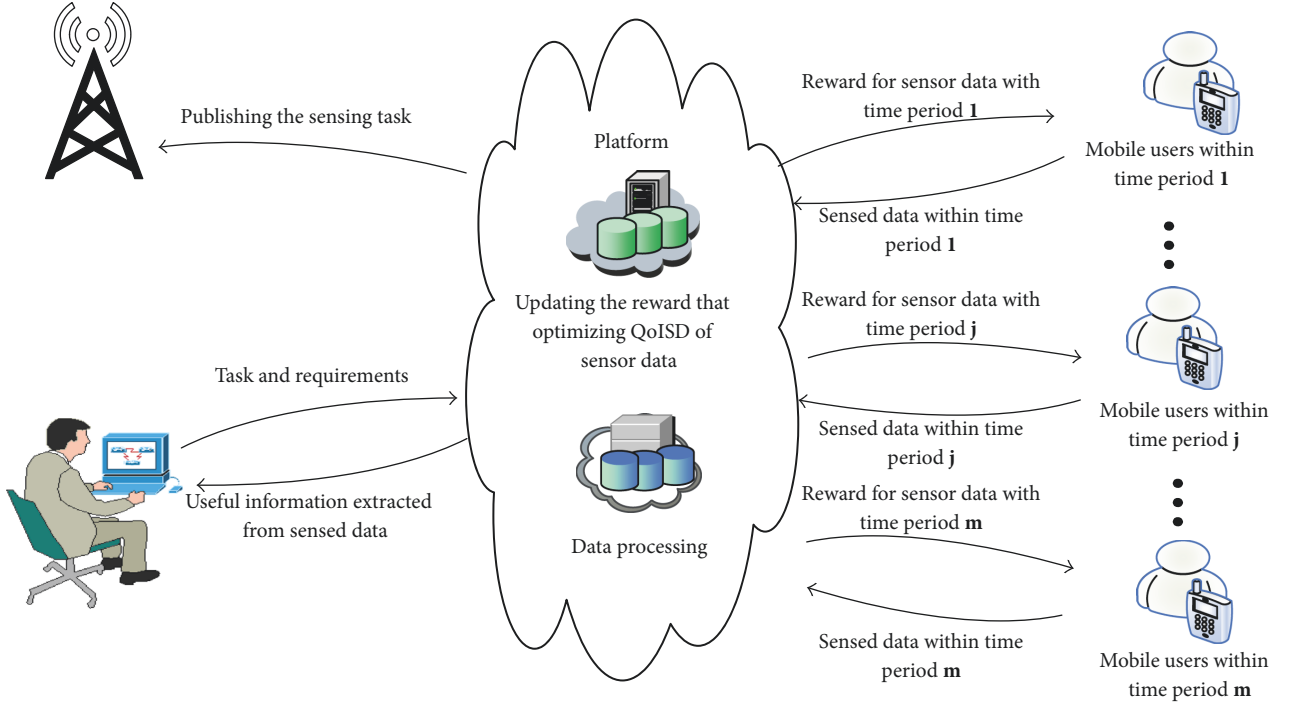 Publishing the sensing task
Task and requirements
Useful information extracted
from sensed data
Platform
Updating the reward that
optimizing QoISD of
sensor data
Data processing
Reward for sensor data with
time period 1
Sensed data within time
period 1
Reward for sensor data with
time period j
Sensed data within time
period j
Reward for sensor data with
time period m
Sensed data within time
period m
Mobile users within
time period 1
Mobile users within
time period j
Mobile users within
time period m